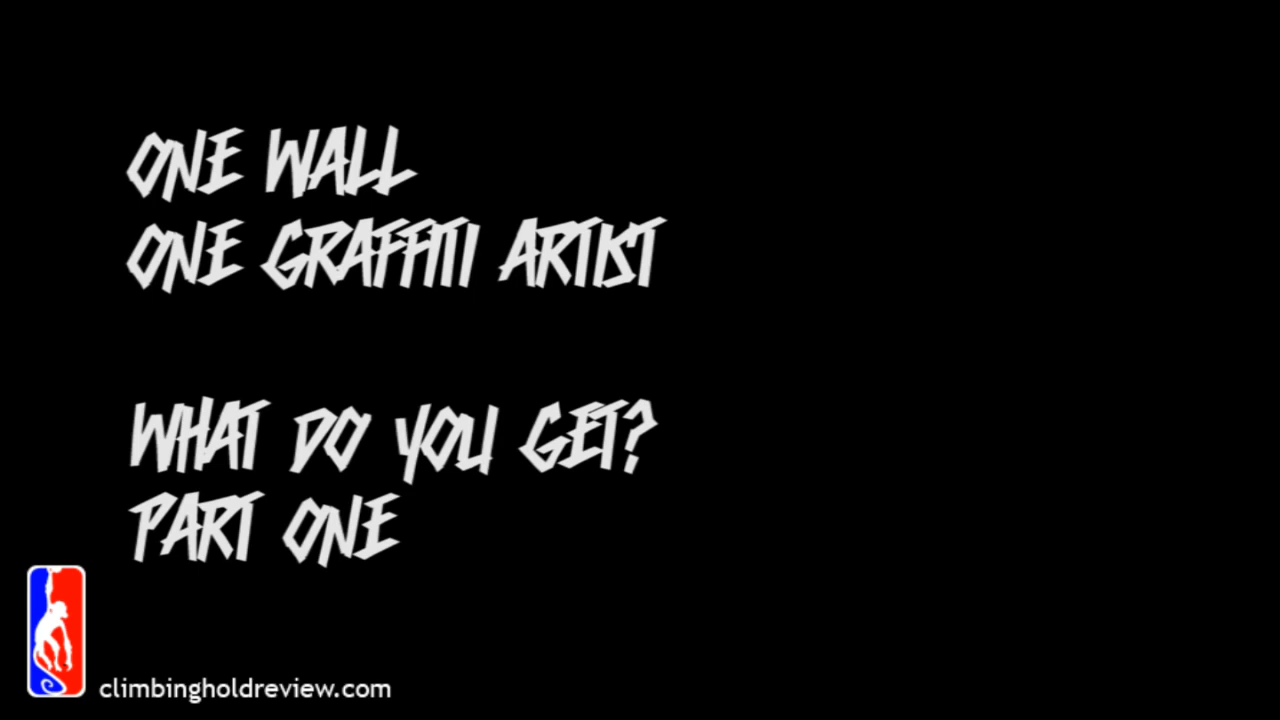 ONE WALL
ONE GRAFFITI ARTIST
WHAT DO YOU GET?
PART ONE
climbingholdreview.com